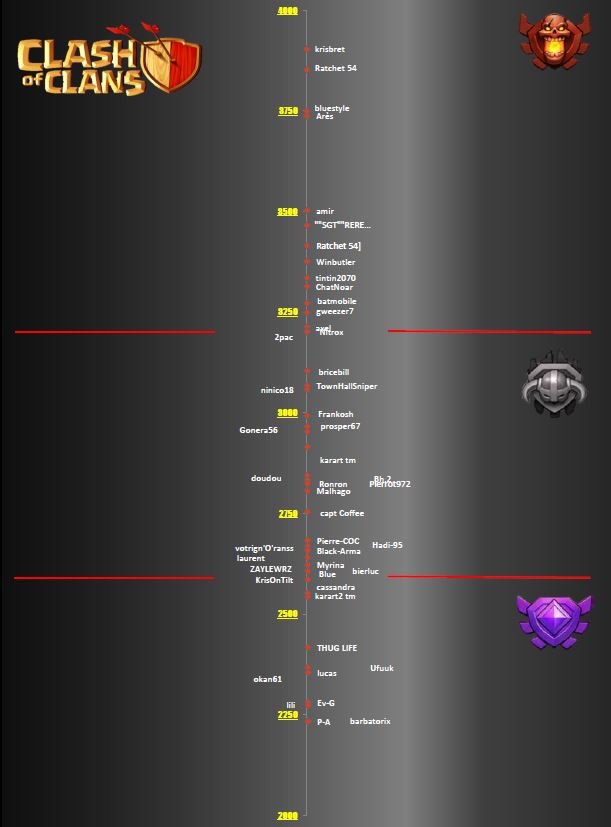 4000
CLASH
of CLANS
krisbret
Ratchet 54
3750
bluestyle
Arès
3500
amir
""SGT""RERE...
Ratchet 54]
Winbutler
tintin2070
ChatNoar
batmobile
3250
gweezer7
axel
Nitrox
2pac
bricebill
TownHallSniper
ninico18
3000
Frankosh
prosper67
Gonera56
karart tm
doudou
Bh 2
Ronron
Pierrot972
Malhago
2750
capt Coffee
Pierre-COC
Hadi-95
votrign'O'ranss
Black-Arma
laurent
Myrina
ZAYLEWRZ
Blue
bierluc
KrisOnTilt
cassandra
karart2 tm
2500
THUG LIFE
Ufuuk
lucas
okan61
Ev-G
lili
2250
P-A
barbatorix
2000